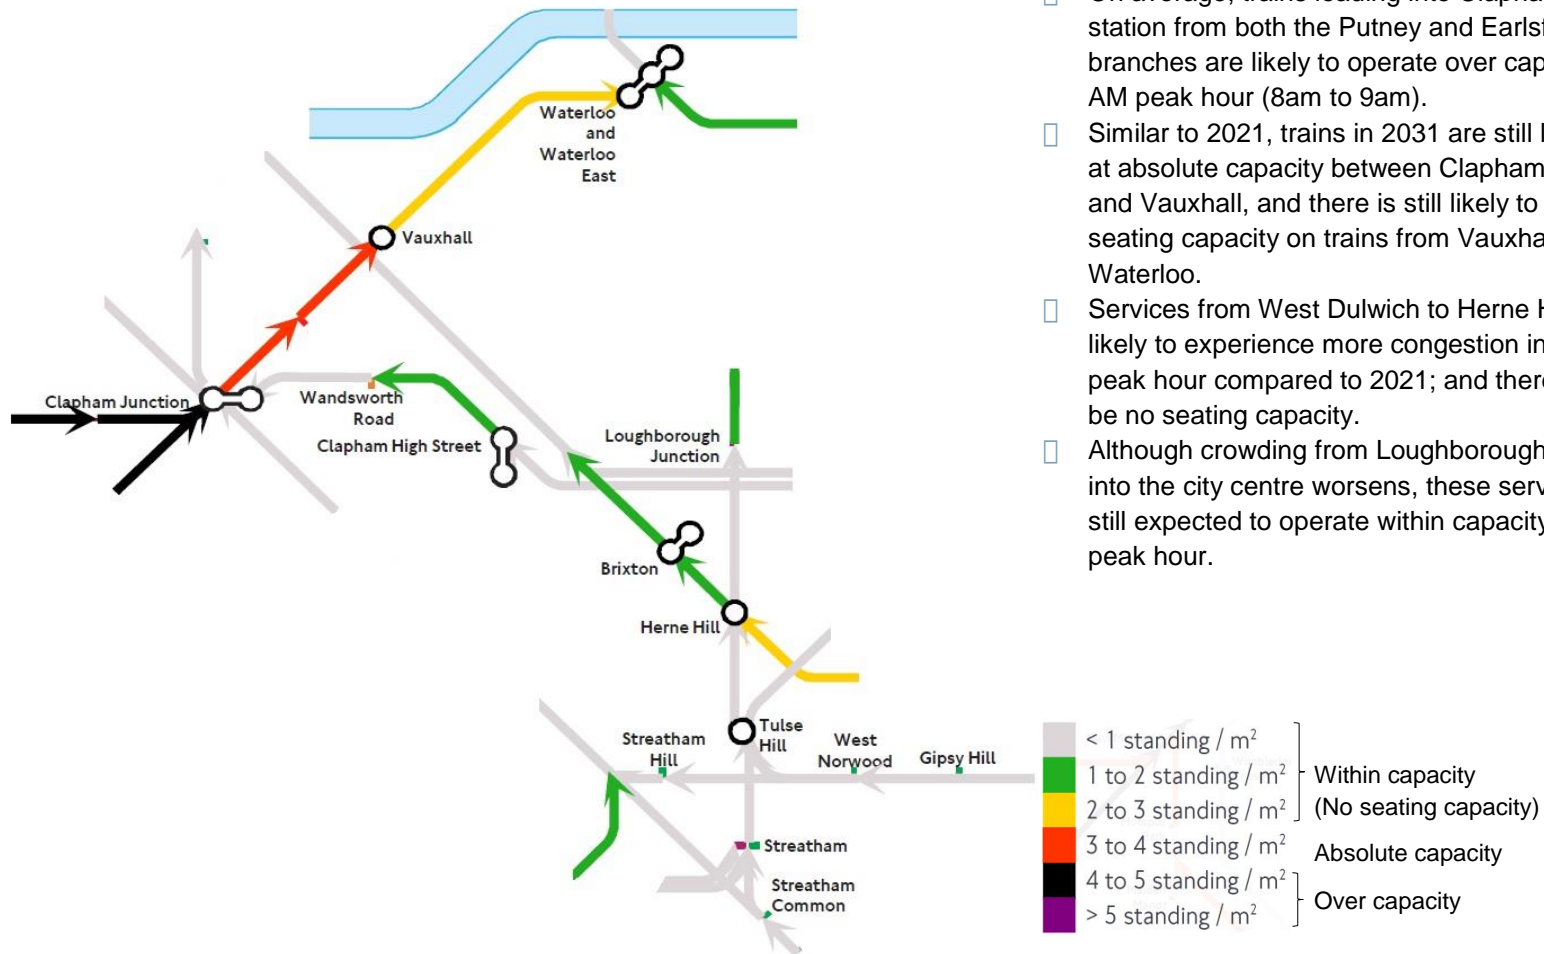 On average, trains leading into
station from both the Putney and
branches are likely to operate over
AM peak hour (8am to 9am).
Similar to 2021, trains in 2031 are still
at absolute capacity between Clapham
and Vauxhall, and there is still likely to
seating capacity on trains from
Waterloo.
Services from West Dulwich to Herne
likely to experience more congestion in
peak hour compared to 2021; and there
be no seating capacity.
Although crowding from Loughborough
into the city centre worsens, these
still expected to operate within capacity
peak hour.
Waterloo
and
Waterloo
East
Vauxhall
Clapham Junction
Wandsworth
Road
Clapham High Street
Loughborough
Junction
Brixton
Herne Hill
Tulse
Hill
Streatham
Hill
West
Norwood
Gipsy Hill
Streatham
Streatham
Common
< 1 standing / m²
1 to 2 standing / m²
2 to 3 standing / m²
3 to 4 standing / m²
4 to 5 standing / m²
> 5 standing / m²
Within capacity
(No seating capacity)
Absolute capacity
Over capacity